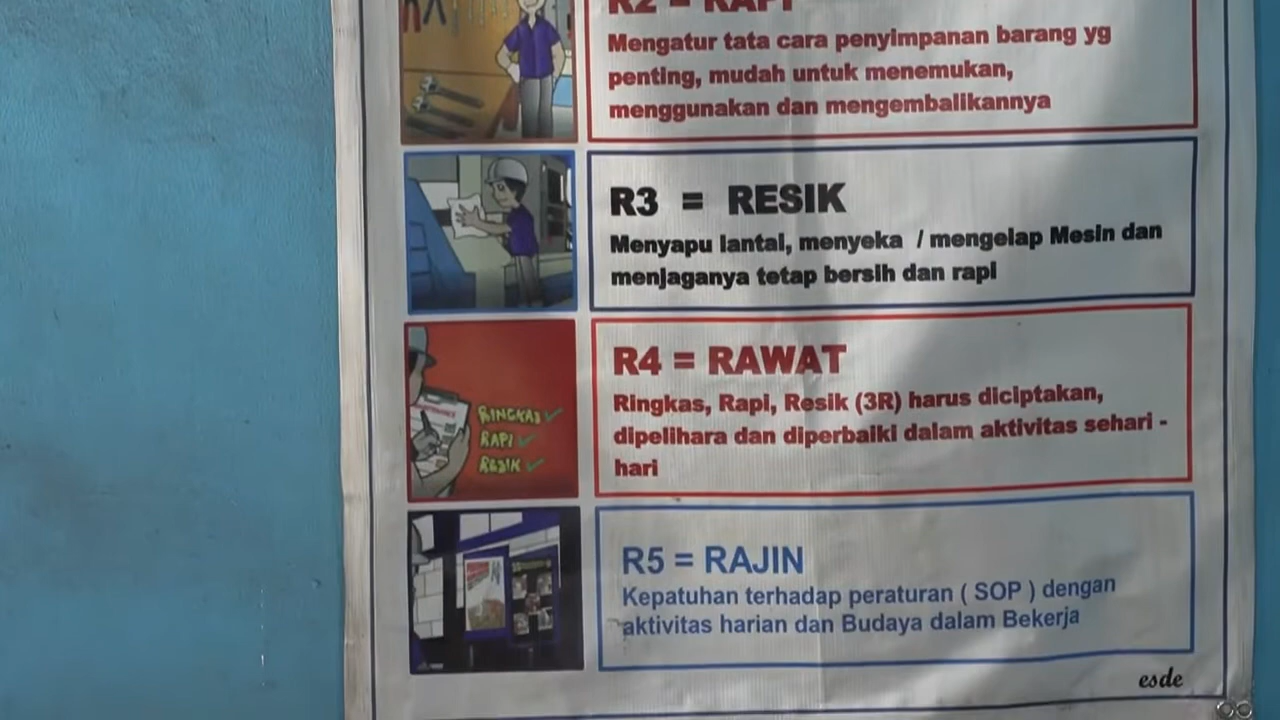 R2 = RAPI
Mengatur tata cara penyimpanan barang yg
penting, mudah untuk menemukan,
menggunakan dan mengembalikannya
R3 = RESIK
Menyapu lantai, menyeka / mengelap Mesin dan
menjaganya tetap bersih dan rapi
RINGKAS
RAPI
RESIK
R4 = RAWAT
Ringkas, Rapi, Resik (3R) harus diciptakan,
dipelihara dan diperbaiki dalam aktivitas sehari -
hari
R5 = RAJIN
Kepatuhan terhadap peraturan ( SOP ) dengan
aktivitas harian dan Budaya dalam Bekerja
esde